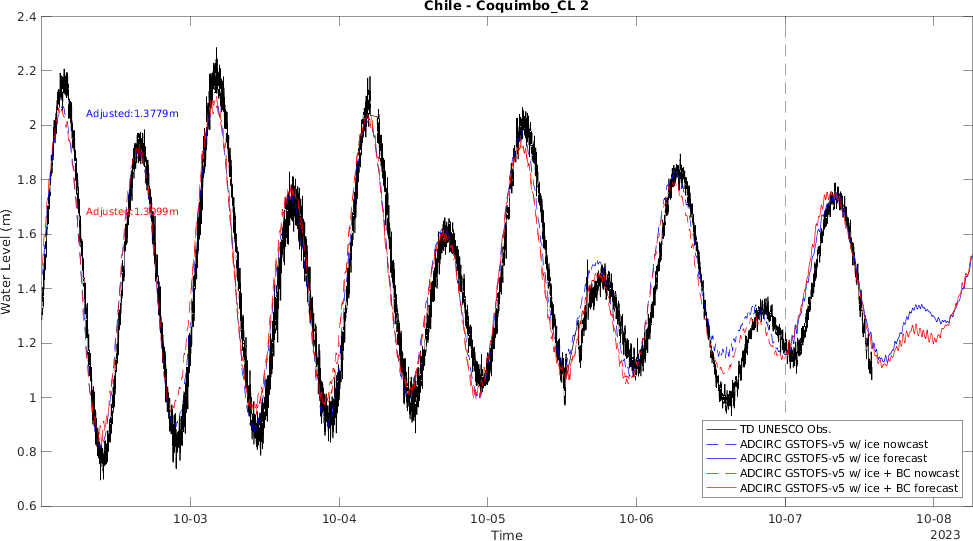 Chile - Coquimbo_CL 2
2.4
2.2
2
1.8
1.6
1.4
1.2
1
0.8
0.6
Water Level (m)
Adjusted:1.3779m
Adjusted:1.3099m
TD UNESCO Obs.
ADCIRC GSTOFS-v5 w/ ice nowcast
ADCIRC GSTOFS-v5 w/ ice forecast
ADCIRC GSTOFS-v5 w/ ice + BC nowcast
ADCIRC GSTOFS-v5 w/ ice + BC forecast
10-03 10-04 10-05 10-06 10-07 10-08
Time
2023